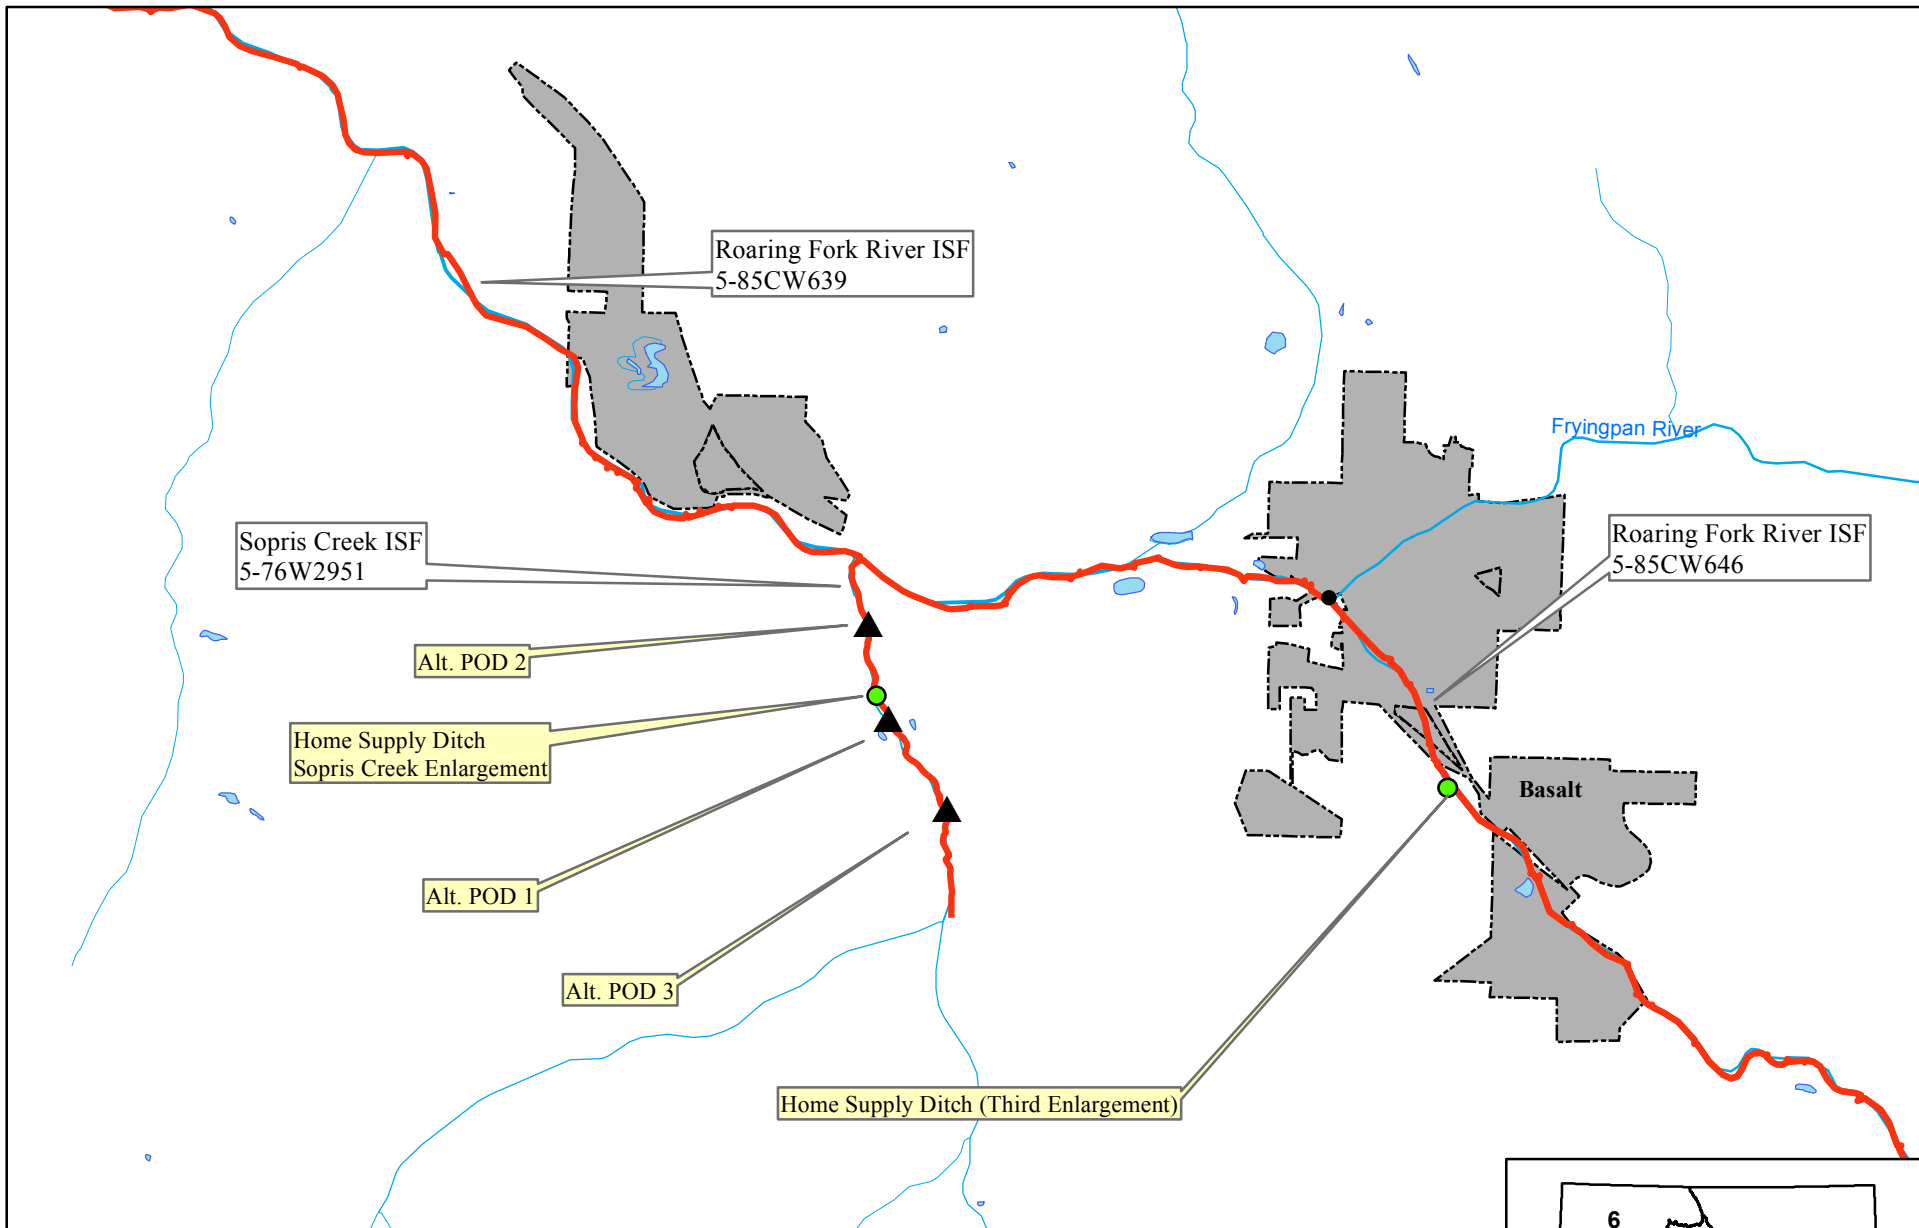 Roaring Fork River ISF
5-85CW639
Fryingpan River
Sopris Creek ISF
5-76W2951
Roaring Fork River ISF
5-85CW646
Alt. POD 2
Home Supply Ditch
Sopris Creek Enlargement
Basalt
Alt. POD 1
Alt. POD 3
Home Supply Ditch (Third Enlargement)
6